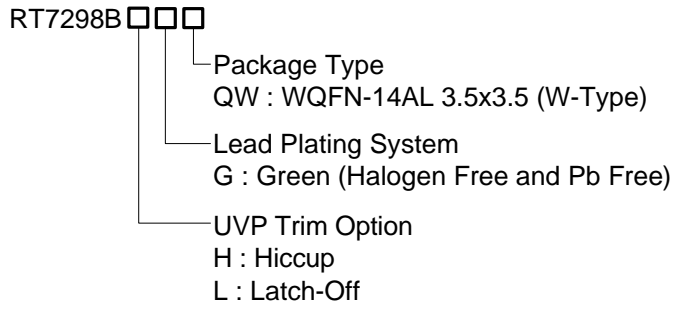 RT7298B□□□
Package Type
QW : WQFN-14AL 3.5x3.5 (W-Type)
Lead Plating System
G : Green (Halogen Free and Pb Free)
UVP Trim Option
H : Hiccup
L : Latch-Off